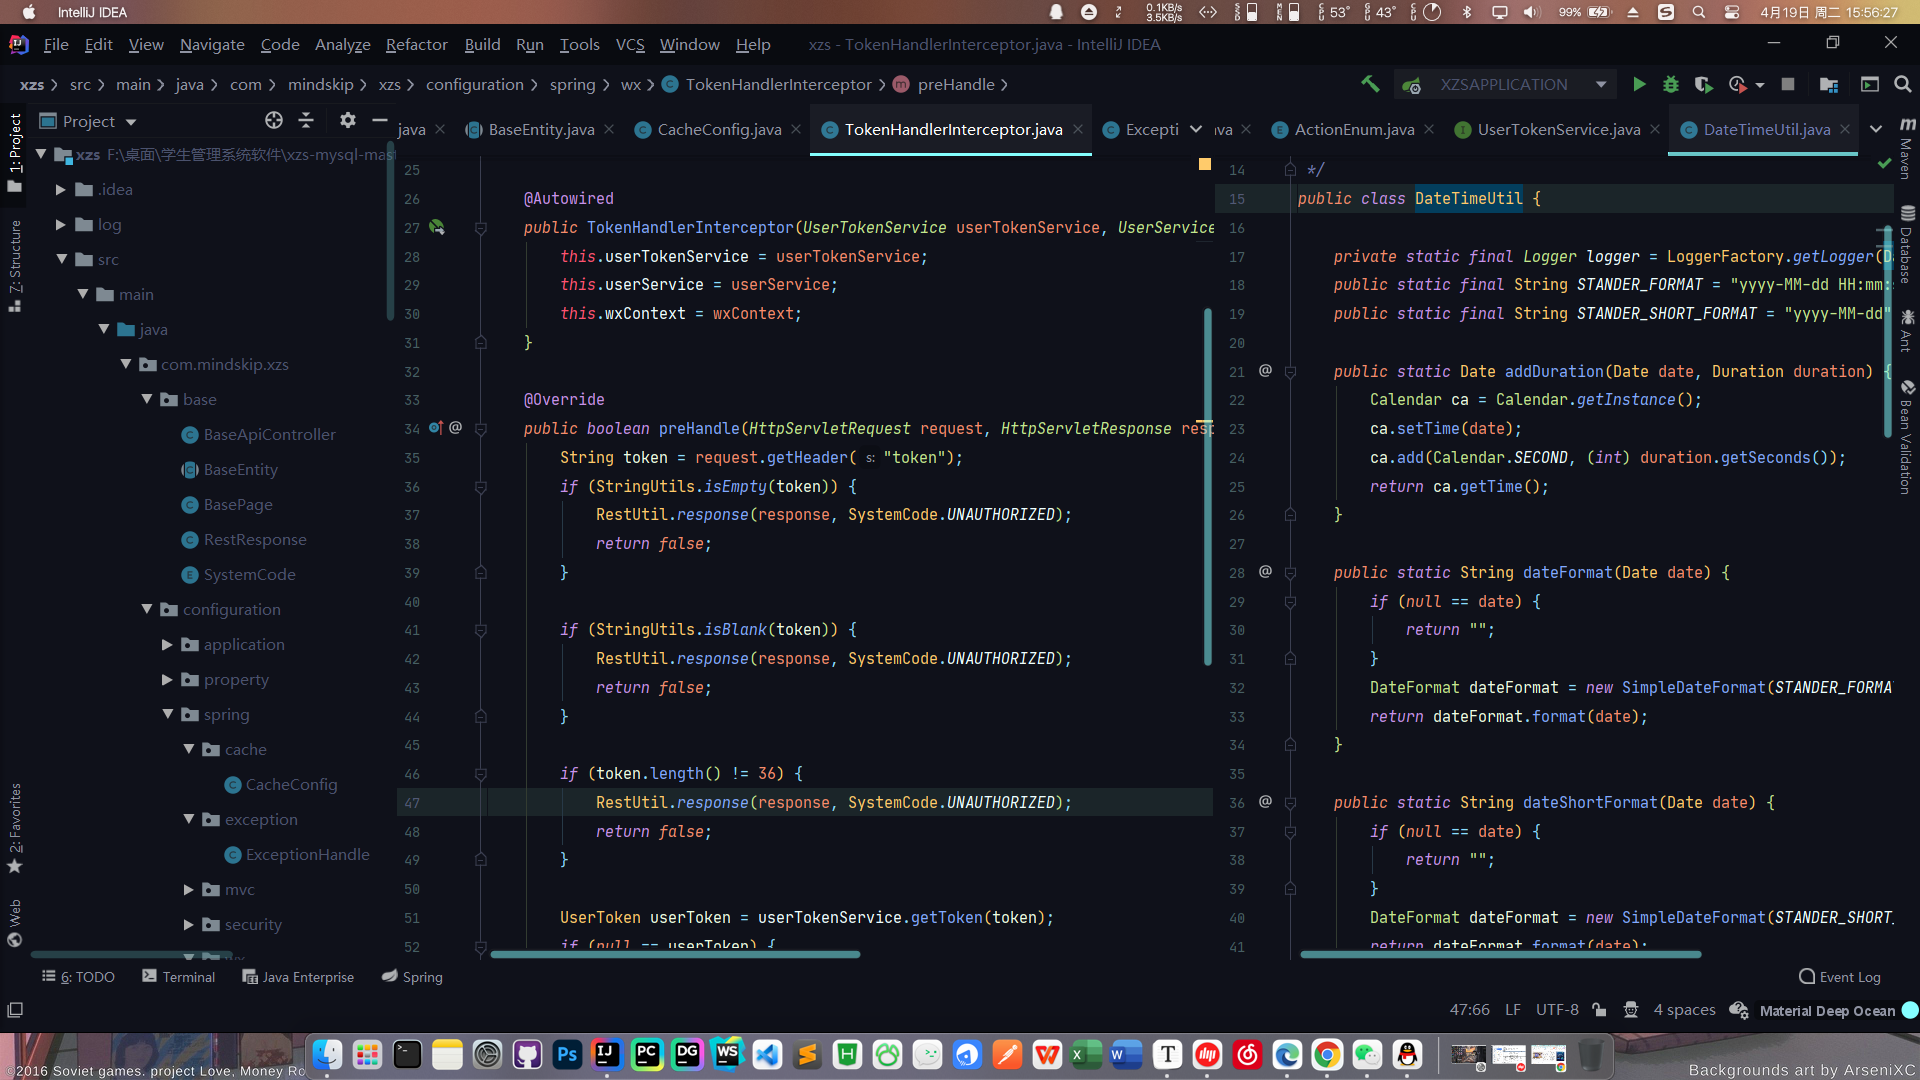 IntelliJ IDEA
0.1KB/s
3.5KB/s
53°
43°
99%
4月19日 周二 15:56:27
File Edit View Navigate Code Analyze Refactor Build Run Tools VCS Window Help
xzs - TokenHandlerInterceptor.java - IntelliJ IDEA
xzs src main java com mindskip xzs configuration spring wx TokenHandlerInterceptor preHandle
XZSAPPLICATION
Project
java
BaseEntity.java
CacheConfig.java
TokenHandlerInterceptor.java
Excepti
ava
ActionEnum.java
UserTokenService.java
DateTimeUtil.java
1: Project
7: Structure
2: Favorites
Web
Maven
Database
Ant
Bean Validation
xzs F:\桌面\学生管理系统软件\xzs-mysql-mast
.idea
log
src
main
java
com.mindskip.xzs
base
BaseApiController
BaseEntity
BasePage
RestResponse
SystemCode
configuration
application
property
spring
cache
CacheConfig
exception
ExceptionHandle
mvc
security
25
26 @Autowired
27 public TokenHandlerInterceptor(UserTokenService userTokenService, UserService
28 this.userTokenService = userTokenService;
29 this.userService = userService;
30 this.wxContext = wxContext;
31 }
32
33 @Override
34 public boolean preHandle(HttpServletRequest request, HttpServletResponse resp
35 String token = request.getHeader( s: "token");
36 if (StringUtils.isEmpty(token)) {
37 RestUtil.response(response, SystemCode.UNAUTHORIZED);
38 return false;
39 }
40
41 if (StringUtils.isBlank(token)) {
42 RestUtil.response(response, SystemCode.UNAUTHORIZED);
43 return false;
44 }
45
46 if (token.length() != 36) {
47 RestUtil.response(response, SystemCode.UNAUTHORIZED);
48 return false;
49 }
50
51 UserToken userToken = userTokenService.getToken(token);
52 if (null == userToken) {
14 */
15 public class DateTimeUtil {
16
17 private static final Logger logger = LoggerFactory.getLogger(D
18 public static final String STANDER_FORMAT = "yyyy-MM-dd HH:mm:
19 public static final String STANDER_SHORT_FORMAT = "yyyy-MM-dd"
20
21 @ public static Date addDuration(Date date, Duration duration) {
22 Calendar ca = Calendar.getInstance();
23 ca.setTime(date);
24 ca.add(Calendar.SECOND, (int) duration.getSeconds());
25 return ca.getTime();
26 }
27
28 @ public static String dateFormat(Date date) {
29 if (null == date) {
30 return "";
31 }
32 DateFormat dateFormat = new SimpleDateFormat(STANDER_FORMA
33 return dateFormat.format(date);
34 }
35
36 @ public static String dateShortFormat(Date date) {
37 if (null == date) {
38 return "";
39 }
40 DateFormat dateFormat = new SimpleDateFormat(STANDER_SHORT_
41 return dateFormat.format(date);
6: TODO
Terminal
Java Enterprise
Spring
Event Log
47:66 LF UTF-8 4 spaces Material Deep Ocean
©2016 Soviet games. project Love, Money Ro
Backgrounds art by ArseniXC